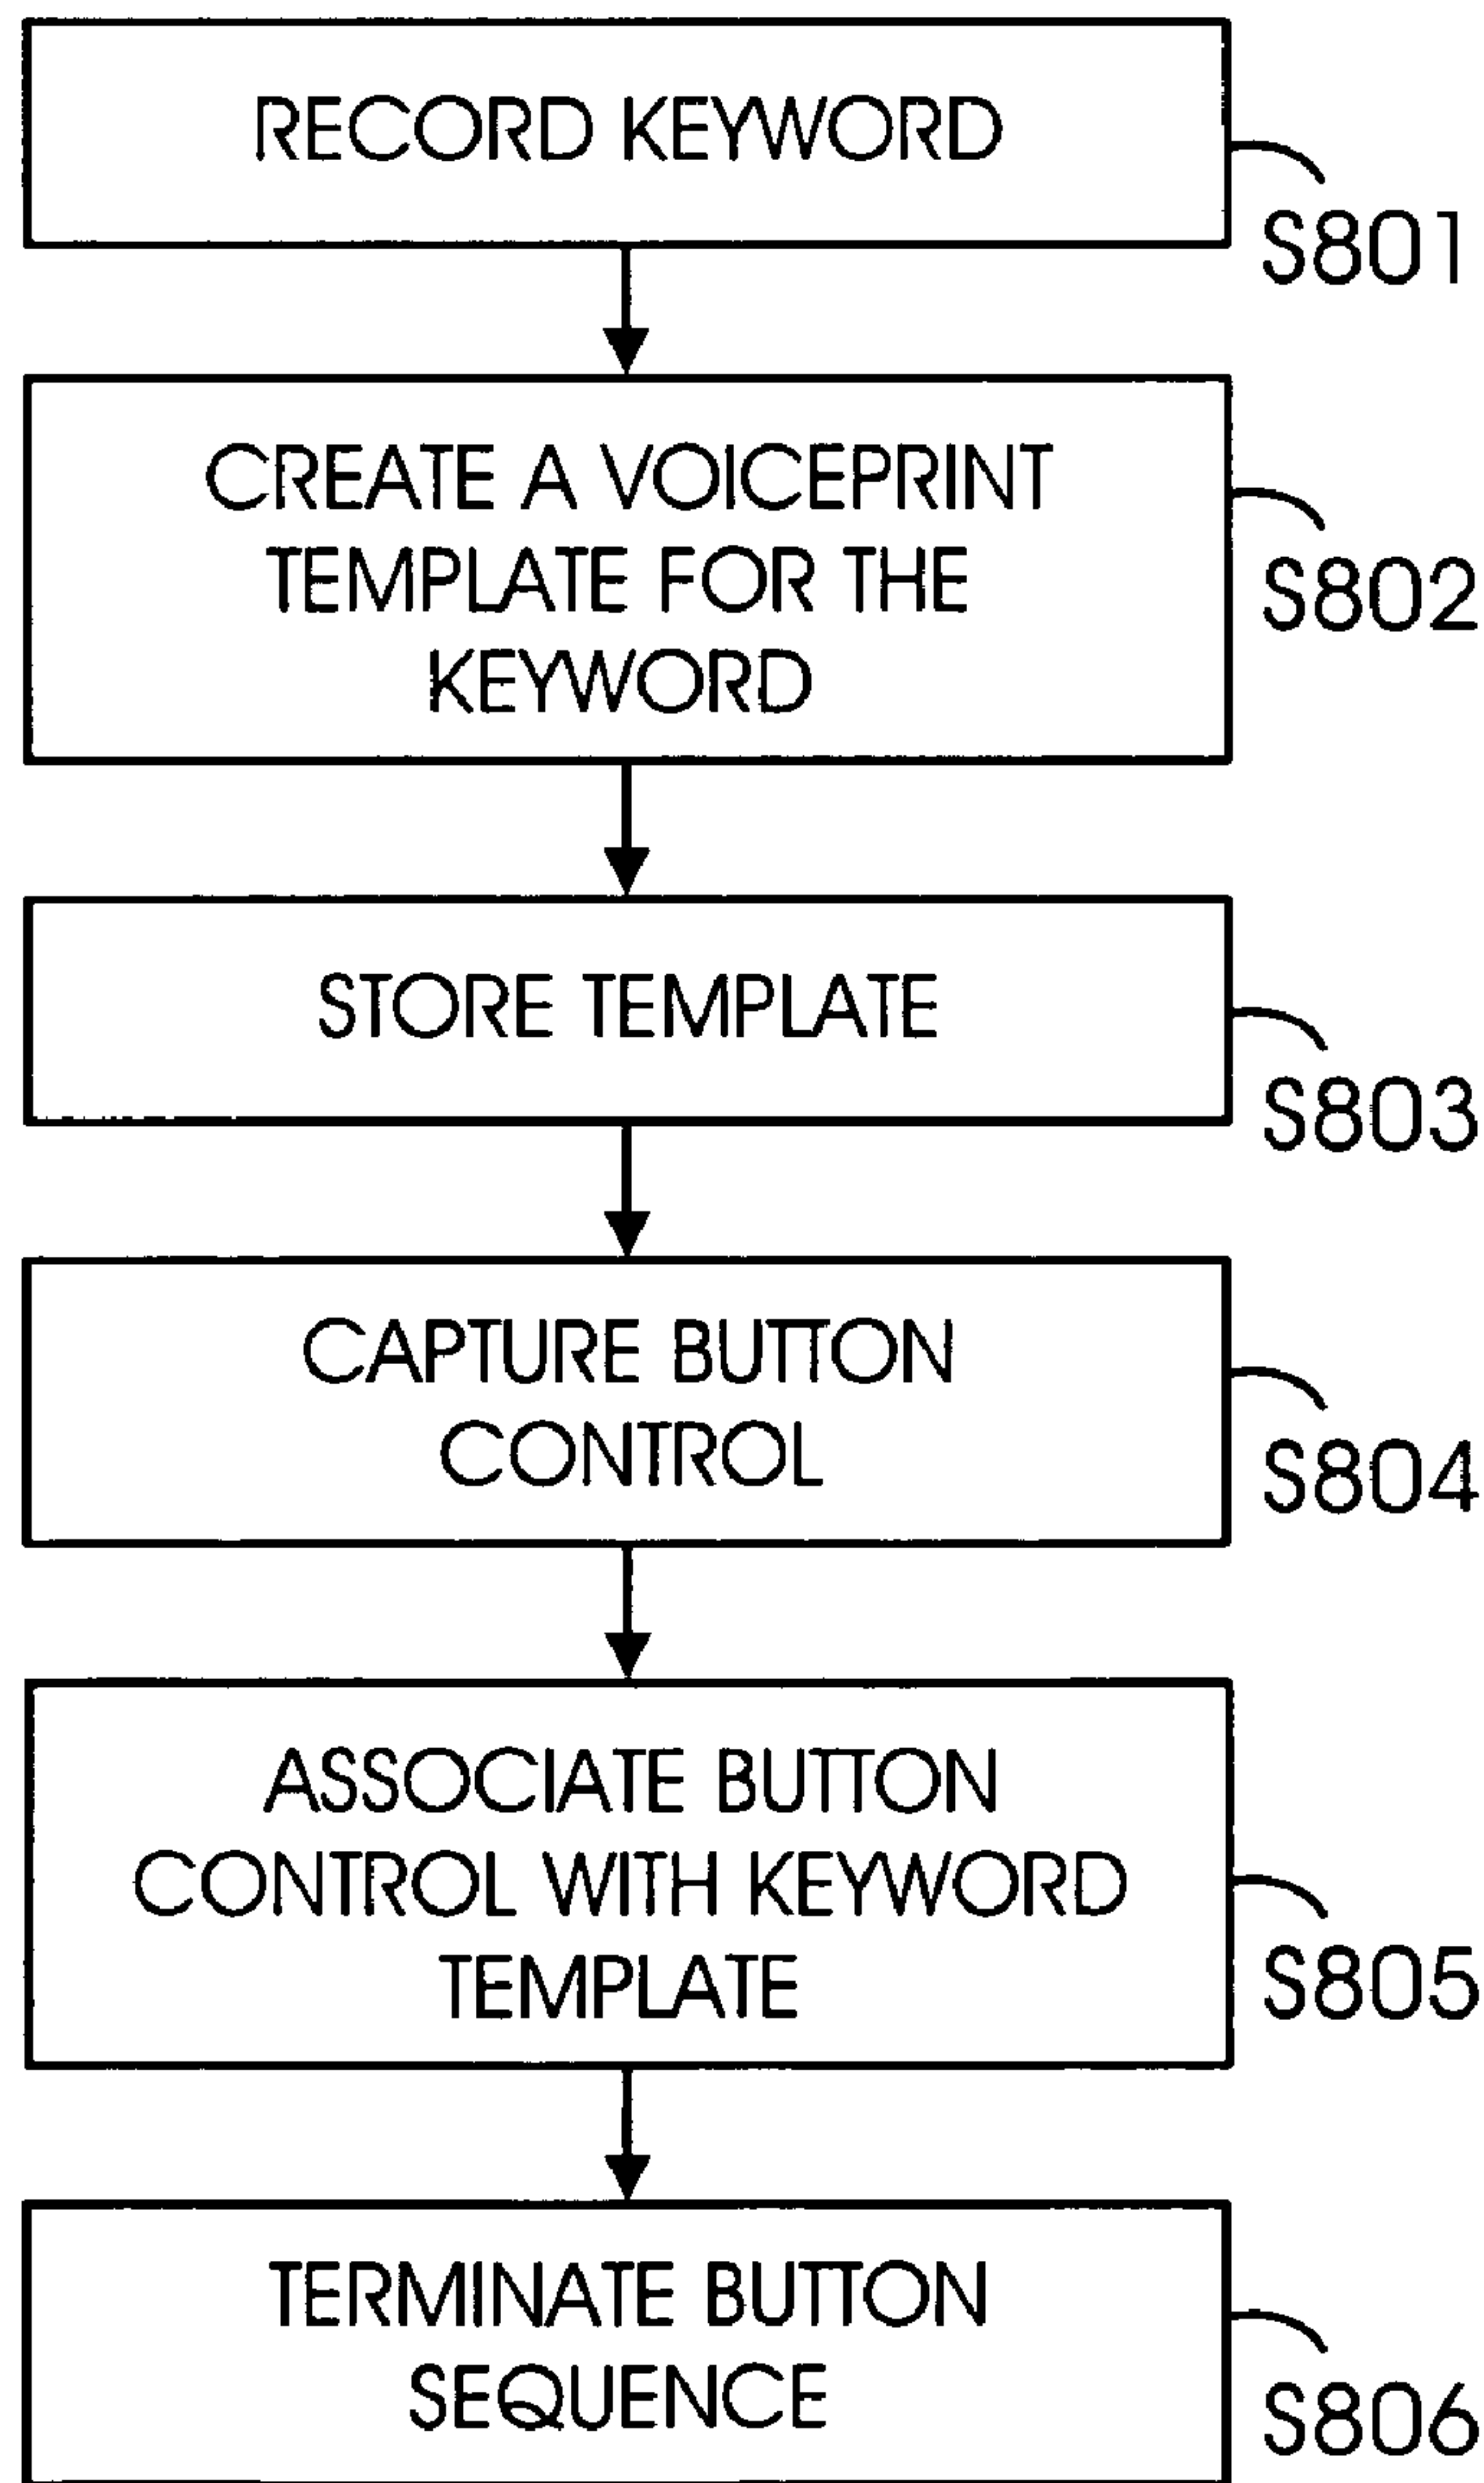 RECORD KEYWORD
S801
CREATE A VOICEPRINT
TEMPLATE FOR THE
KEYWORD
S802
STORE TEMPLATE
S803
CAPTURE BUTTON
CONTROL
S804
ASSOCIATE BUTTON
CONTROL WITH KEYWORD
TEMPLATE
S805
TERMINATE BUTTON
SEQUENCE
S806